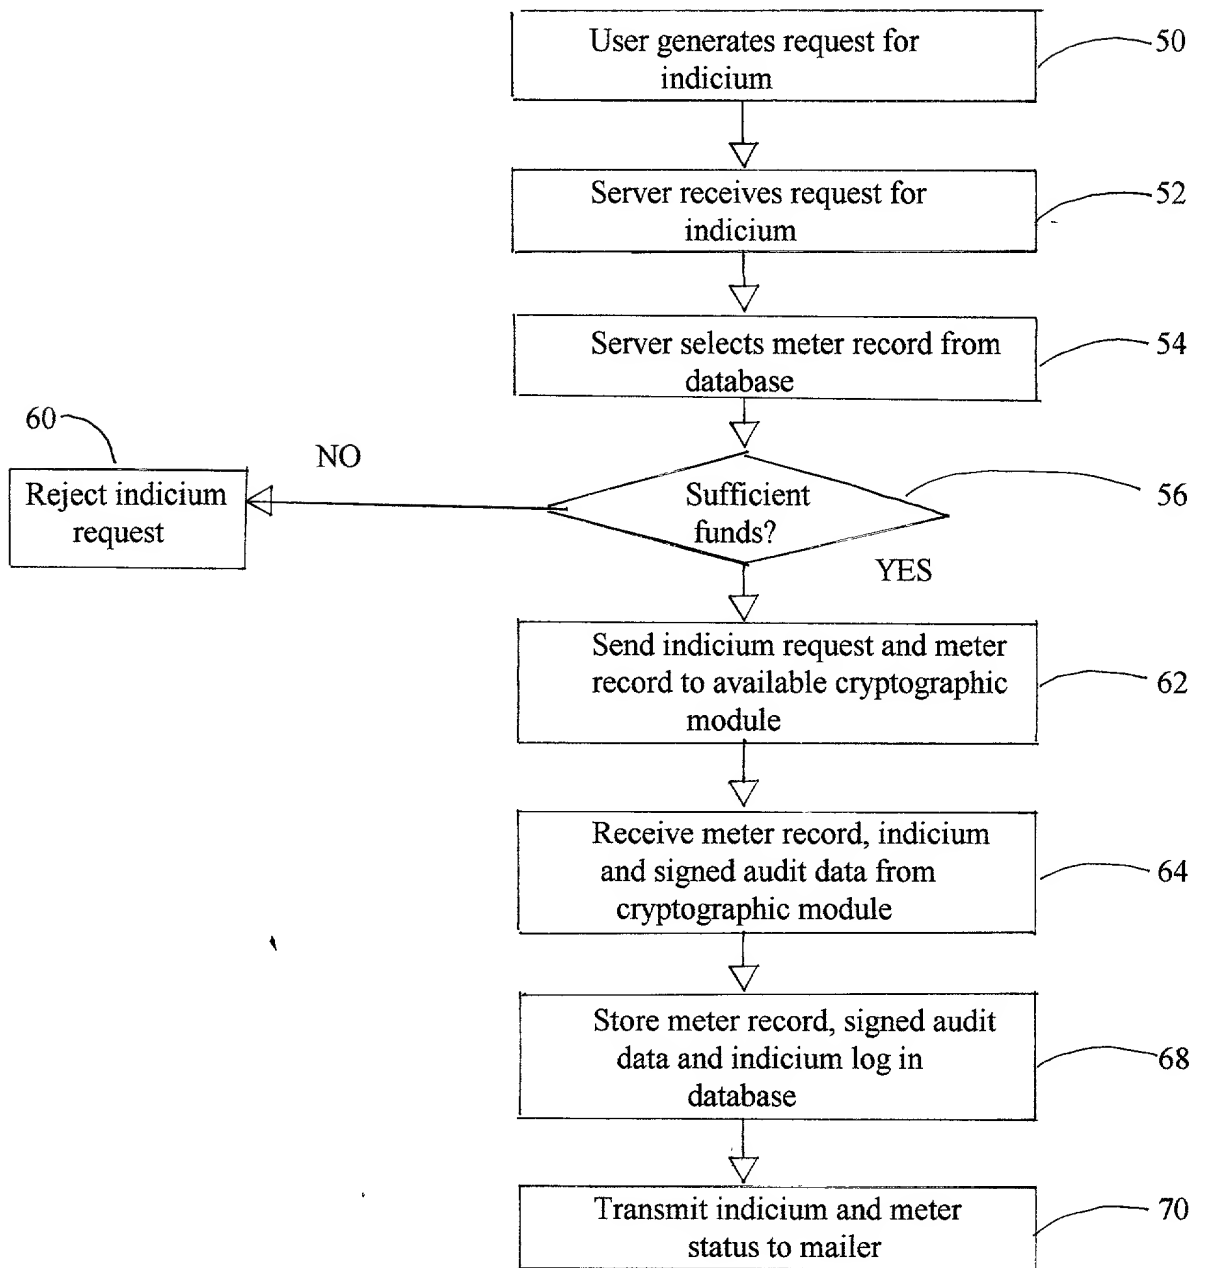 User generates request for
indicium
50
Server receives request for
indicium
52
Server selects meter record from
database
54
60
NO
Reject indicium
request
Sufficient
funds?
56
YES
Send indicium request and meter
record to available cryptographic
module
62
Receive meter record, indicium
and signed audit data from
cryptographic module
64
Store meter record, signed audit
data and indicium log in
database
68
Transmit indicium and meter
status to mailer
70